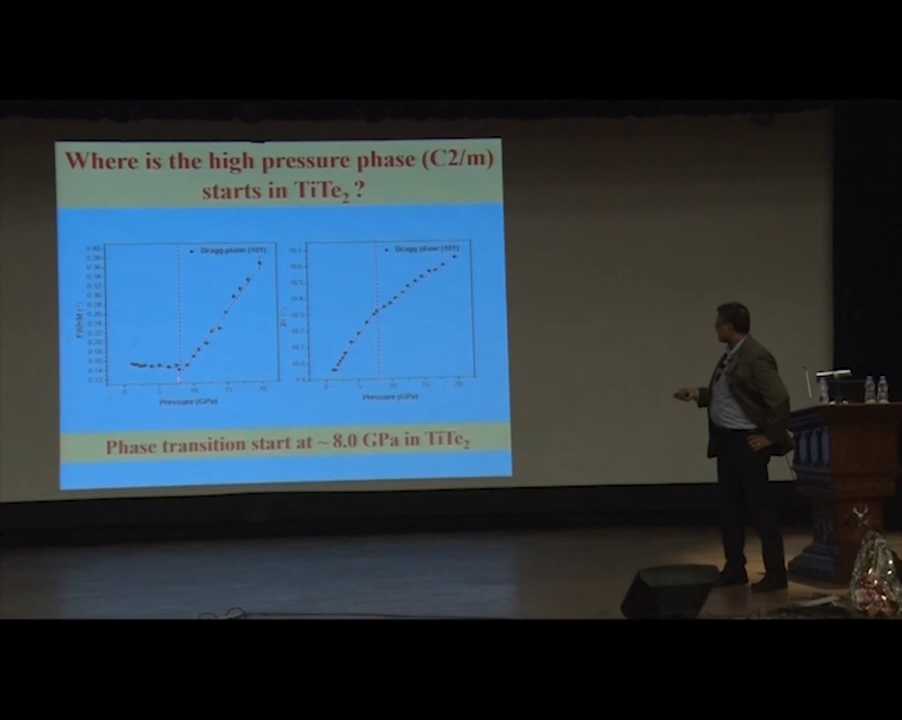 Where is the high pressure phase (C2/m)
starts in TiTe₂ ?
Bragg plane (101)
Bragg plane (101)
FWHM (°)
Pressure (GPa)
Pressure (GPa)
Phase transition start at ~ 8.0 GPa in TiTe₂